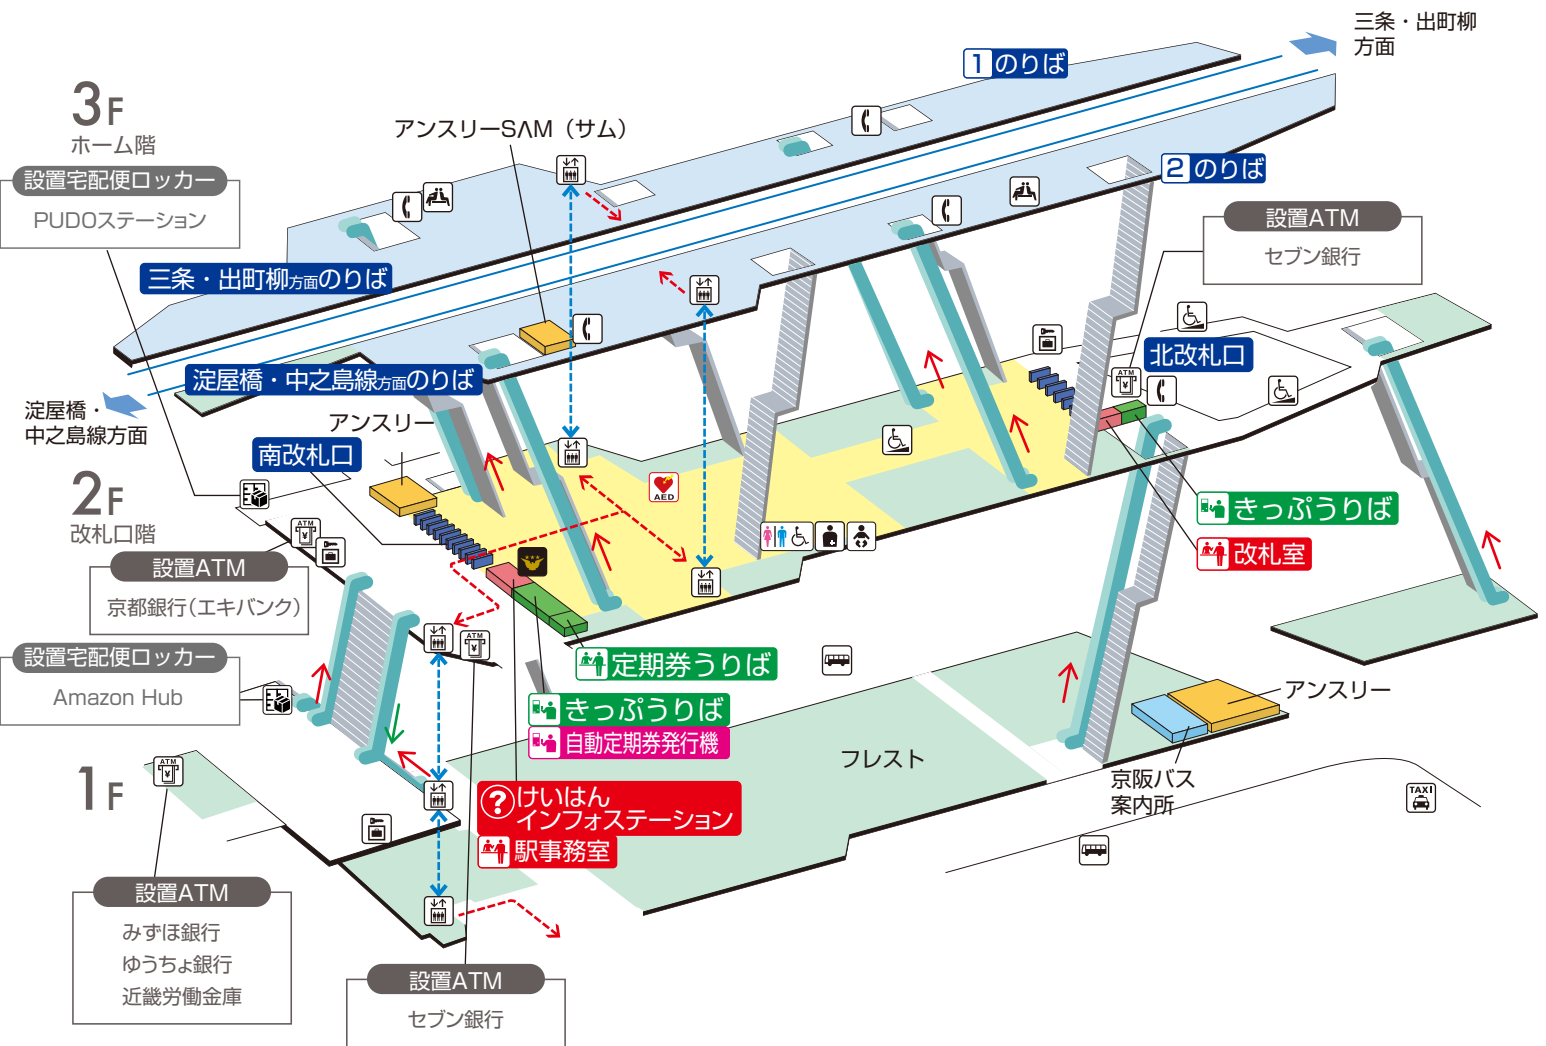 三条・出町柳
方面
1 のりば
3F
ホーム階
アンスリーSΛM（サム）
設置宅配便ロッカー
PUDOステーション
2 のりば
設置ATM
セブン銀行
三条・出町柳方面のりば
北改札口
淀屋橋・中之島線方面のりば
淀屋橋・
中之島線方面
アンスリー
ATM
南改札口
2F
改札口階
AED
きっぷうりば
改札室
ATM
設置ATM
京都銀行（エキバンク）
ATM
定期券うりば
設置宅配便ロッカー
Amazon Hub
きっぷうりば
自動定期券発行機
アンスリー
フレスト
京阪バス
案内所
TAXI
1F
ATM
? けいはん
インフォステーション
駅事務室
設置ATM
みずほ銀行
ゆうちょ銀行
近畿労働金庫
設置ATM
セブン銀行